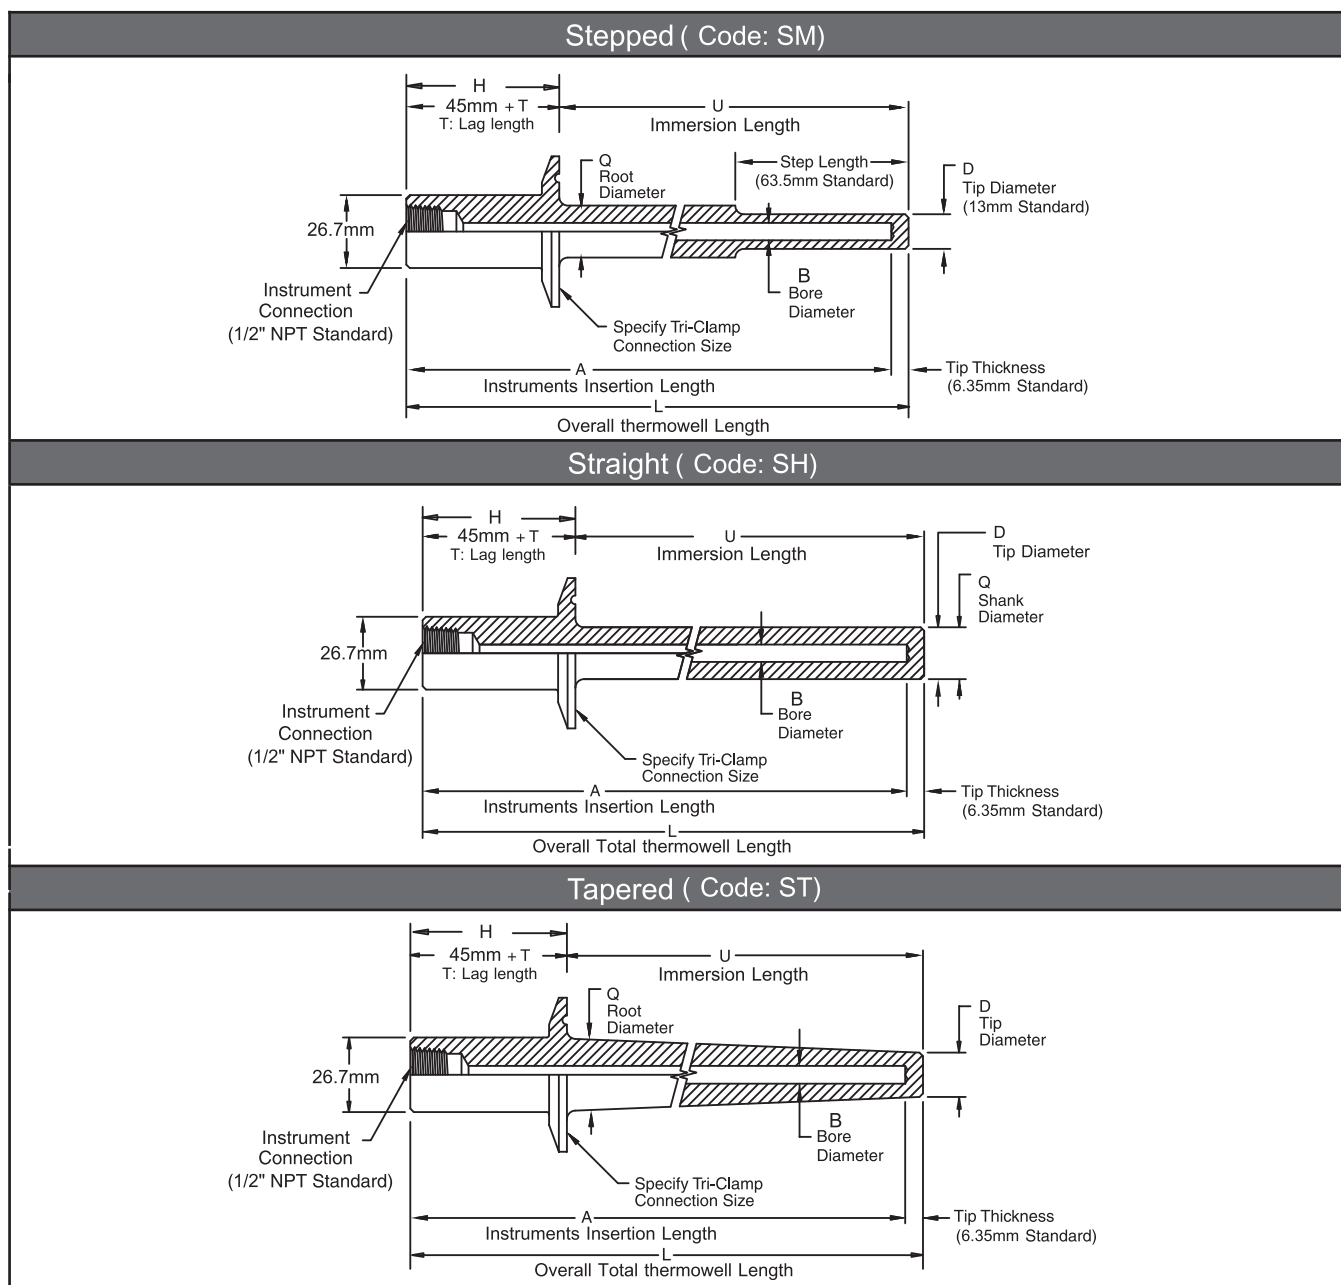 Stepped ( Code: SM)
H
45mm + T
T: Lag length
U
Immersion Length
Q
Root
Diameter
Step Length
(63.5mm Standard)
D
Tip Diameter
(13mm Standard)
26.7mm
Instrument
Connection
(1/2" NPT Standard)
B
Bore
Diameter
Specify Tri-Clamp
Connection Size
A
Instruments Insertion Length
Tip Thickness
(6.35mm Standard)
L
Overall thermowell Length
Straight ( Code: SH)
H
45mm + T
T: Lag length
U
Immersion Length
D
Tip Diameter
Q
Shank
Diameter
26.7mm
Instrument
Connection
(1/2" NPT Standard)
B
Bore
Diameter
Specify Tri-Clamp
Connection Size
A
Instruments Insertion Length
Tip Thickness
(6.35mm Standard)
L
Overall Total thermowell Length
Tapered ( Code: ST)
H
45mm + T
T: Lag length
U
Immersion Length
Q
Root
Diameter
D
Tip
Diameter
26.7mm
Instrument
Connection
(1/2" NPT Standard)
B
Bore
Diameter
Specify Tri-Clamp
Connection Size
A
Instruments Insertion Length
Tip Thickness
(6.35mm Standard)
L
Overall Total thermowell Length